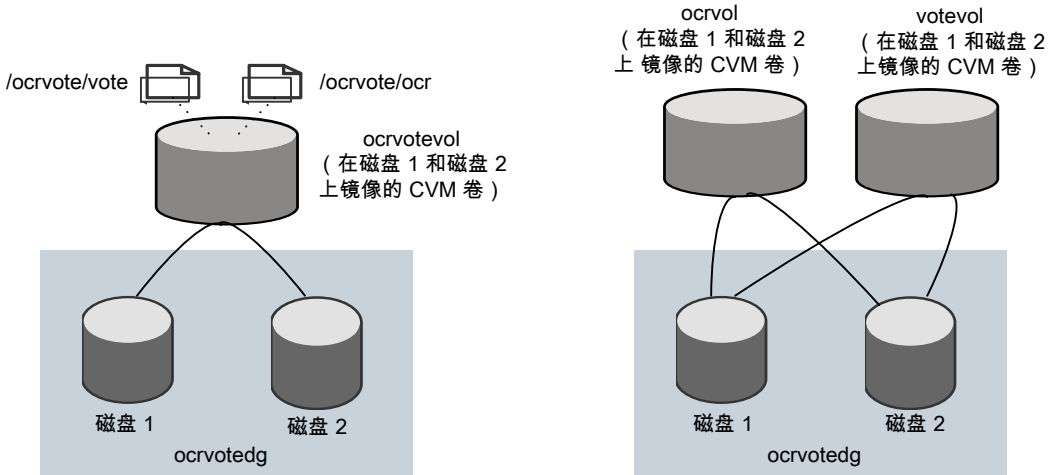 /ocrvote/vote
/ocrvote/ocr
ocrvotevol
（在磁盘 1 和磁盘 2
上镜像的 CVM 卷）
磁盘 1
磁盘 2
ocrvotedg
ocrvol
（在磁盘 1 和磁盘 2
上 镜像的 CVM 卷）
votevol
（在磁盘 1 和磁盘 2
上镜像的 CVM 卷）
磁盘 1
磁盘 2
ocrvotedg